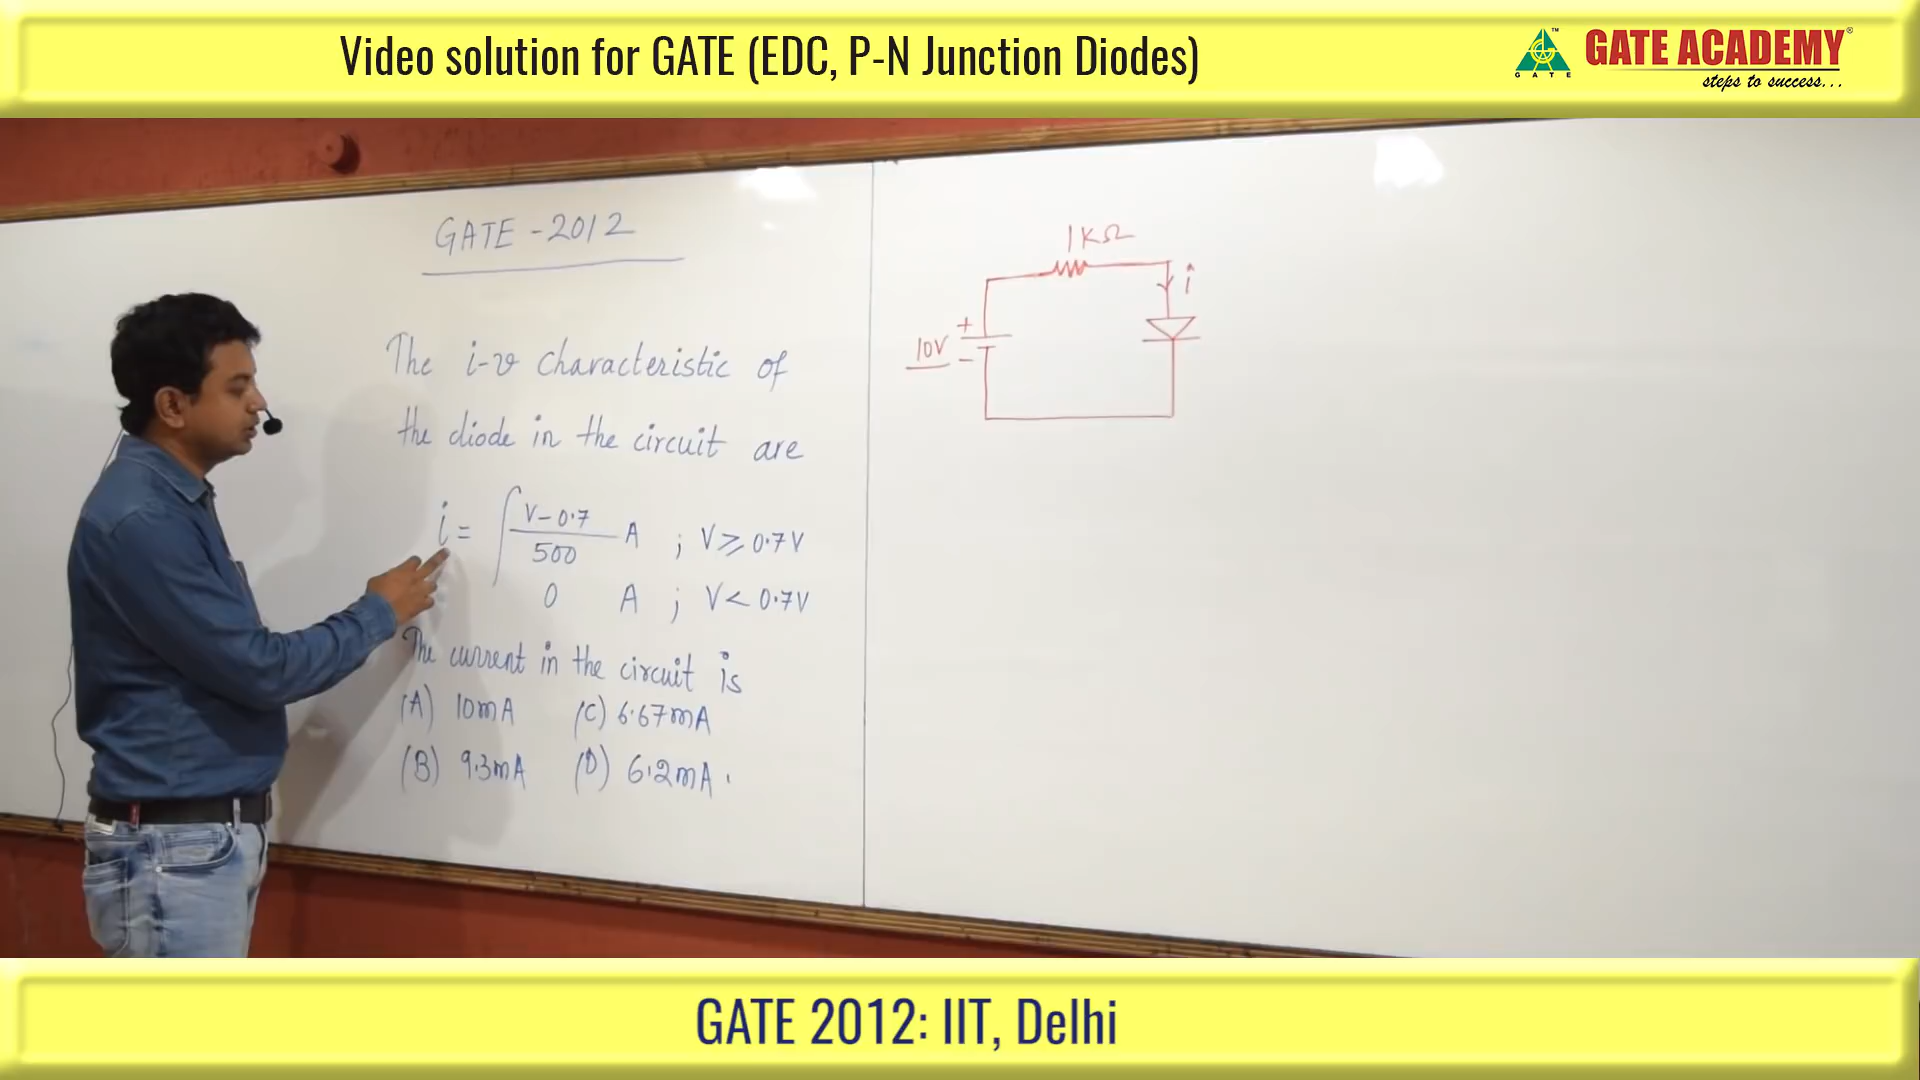 Video solution for GATE (EDC, P-N Junction Diodes)
TM
GATE
GATE ACADEMY®
steps to success...
GATE - 2012
The i-v characteristic of
the diode in the circuit are
i = { V - 0.7 / 500 A ; V ⩾ 0.7V
0 A ; V < 0.7V
The current in the circuit is
(A) 10mA (C) 6.67mA
(B) 9.3mA (D) 6.2mA.
1KΩ
i
+
10V
-
GATE 2012: IIT, Delhi